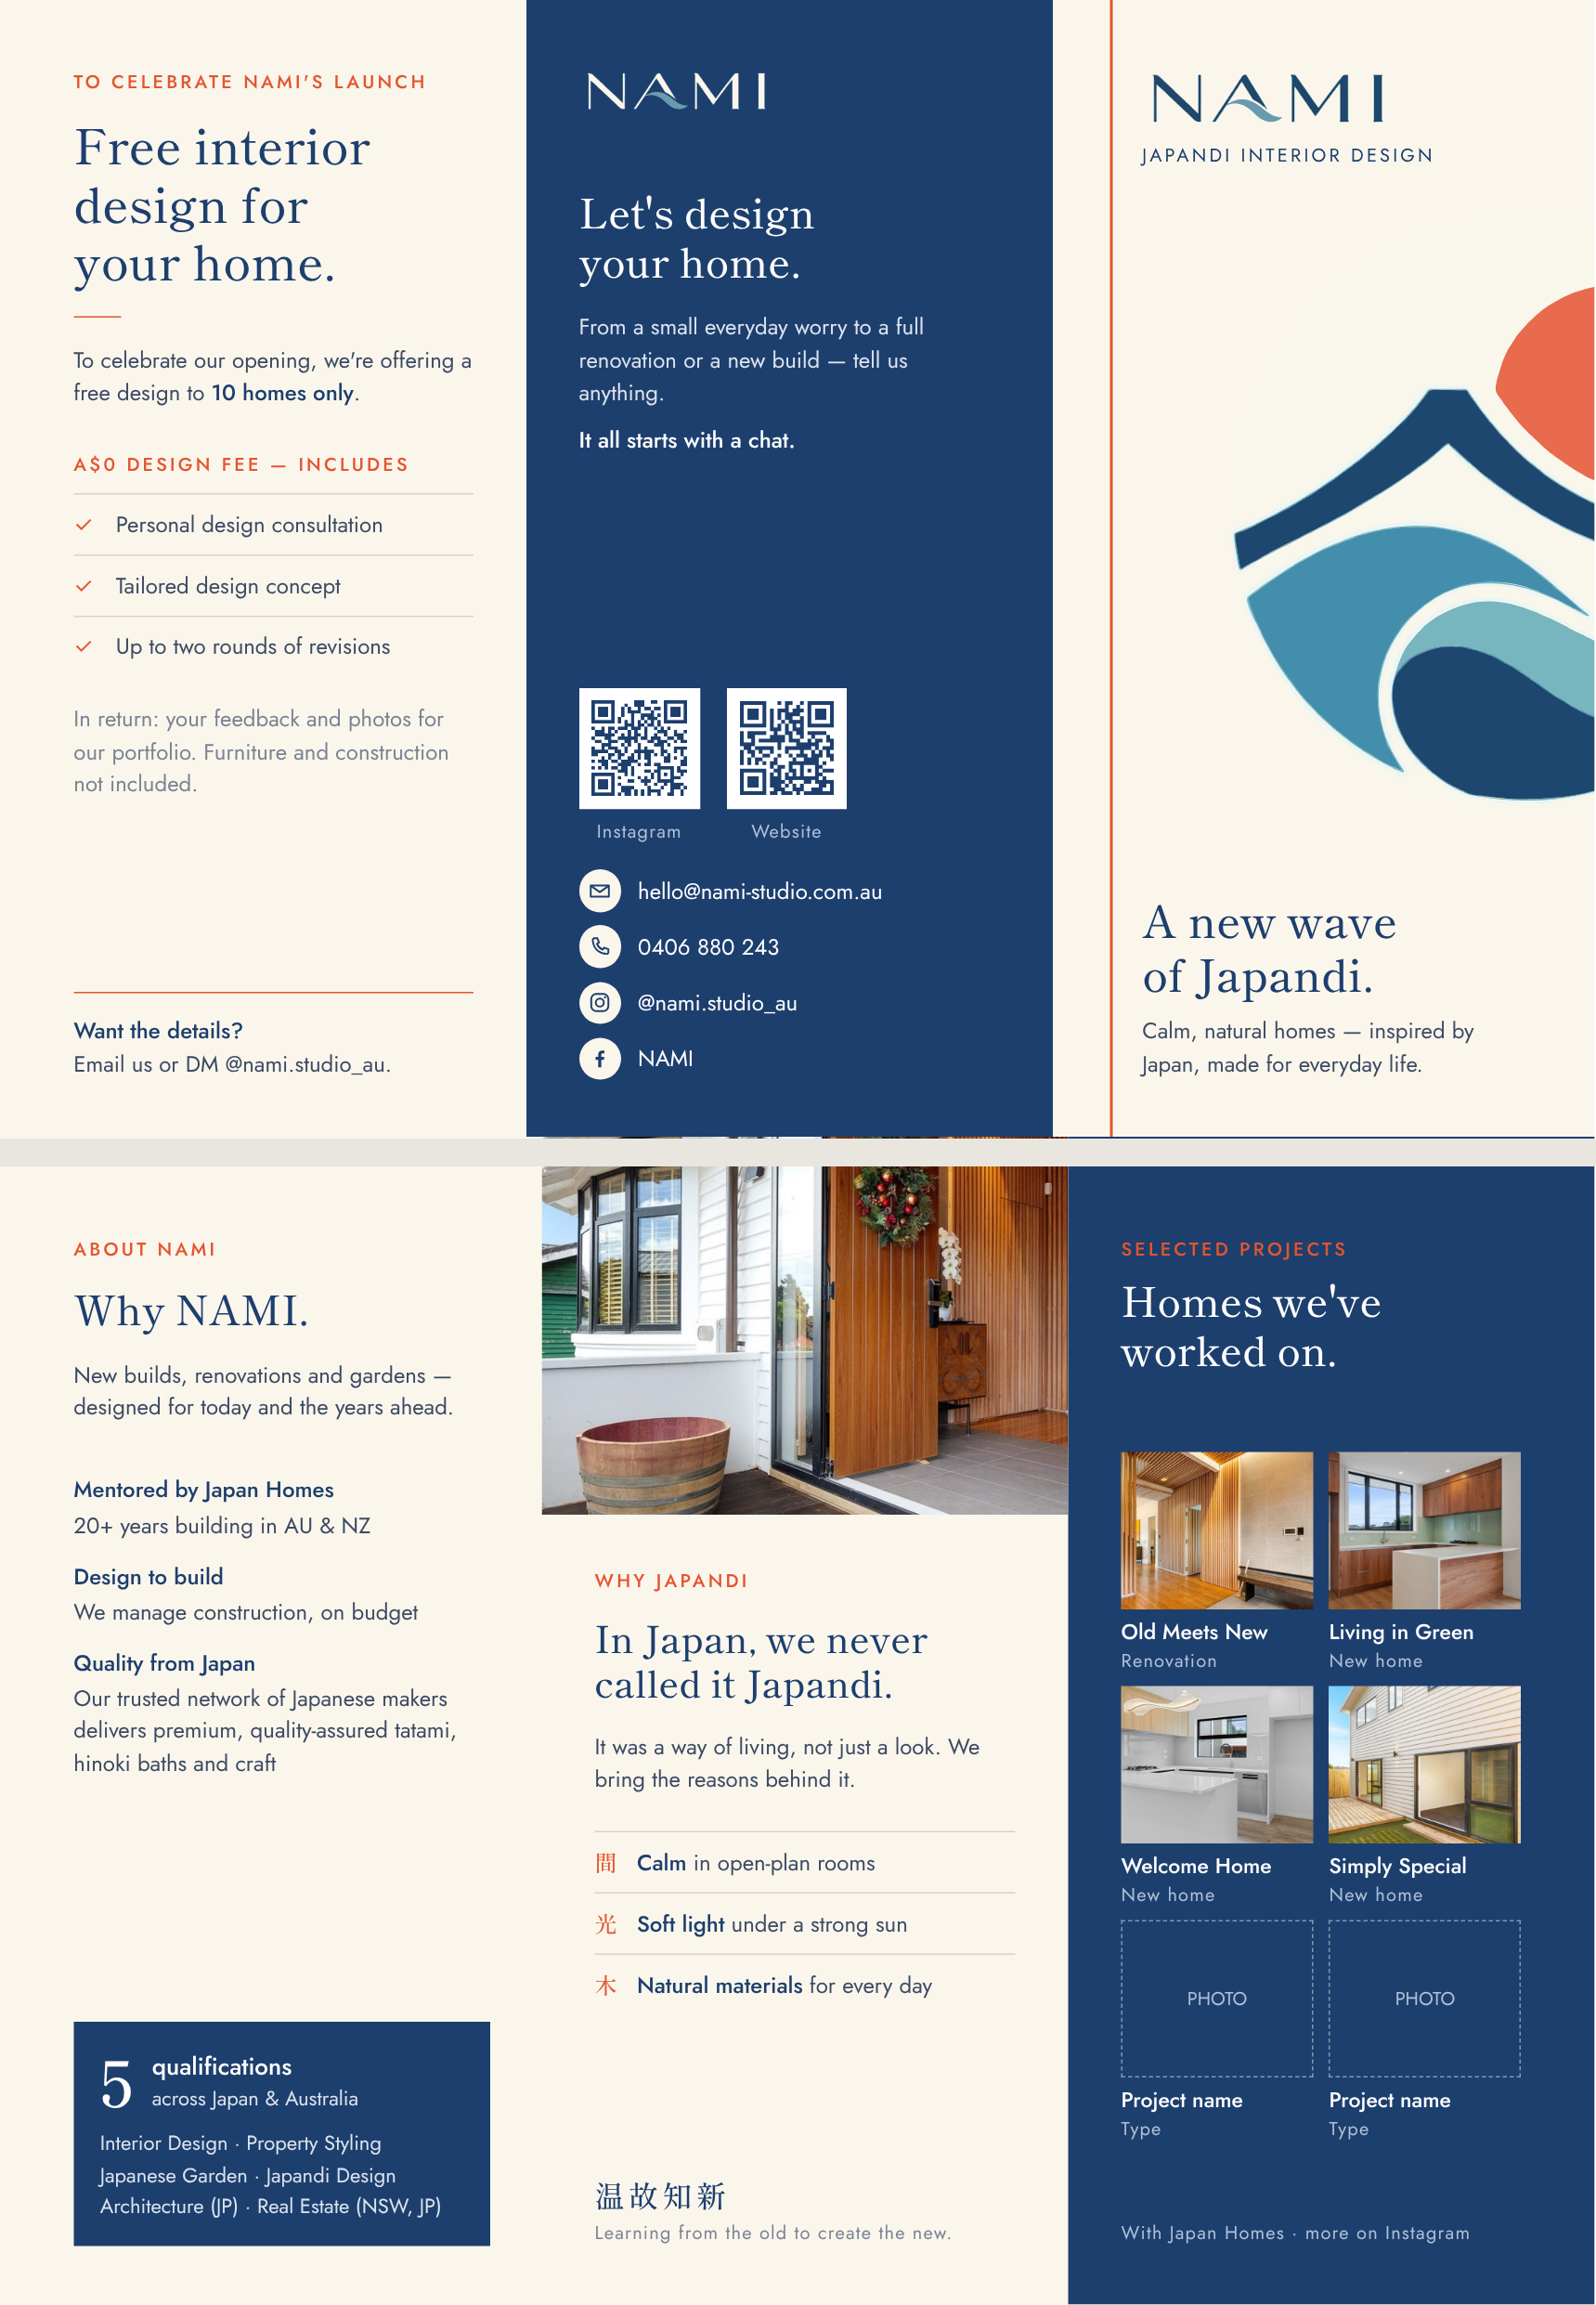 TO CELEBRATE NAMI'S LAUNCH
Free interior
design for
your home.
To celebrate our opening, we're offering a
free design to 10 homes only.
A$0 DESIGN FEE — INCLUDES
Personal design consultation
Tailored design concept
Up to two rounds of revisions
In return: your feedback and photos for
our portfolio. Furniture and construction
not included.
Want the details?
Email us or DM @nami.studio_au.
NAMI
Let's design
your home.
From a small everyday worry to a full
renovation or a new build — tell us
anything.
It all starts with a chat.
Instagram
Website
hello@nami-studio.com.au
0406 880 243
@nami.studio_au
NAMI
NAMI
JAPANDI INTERIOR DESIGN
A new wave
of Japandi.
Calm, natural homes — inspired by
Japan, made for everyday life.
ABOUT NAMI
Why NAMI.
New builds, renovations and gardens —
designed for today and the years ahead.
Mentored by Japan Homes
20+ years building in AU & NZ
Design to build
We manage construction, on budget
Quality from Japan
Our trusted network of Japanese makers
delivers premium, quality-assured tatami,
hinoki baths and craft
5 qualifications
across Japan & Australia
Interior Design · Property Styling
Japanese Garden · Japandi Design
Architecture (JP) · Real Estate (NSW, JP)
WHY JAPANDI
In Japan, we never
called it Japandi.
It was a way of living, not just a look. We
bring the reasons behind it.
間 Calm in open-plan rooms
光 Soft light under a strong sun
木 Natural materials for every day
温故知新
Learning from the old to create the new.
SELECTED PROJECTS
Homes we've
worked on.
Old Meets New
Renovation
Living in Green
New home
Welcome Home
New home
Simply Special
New home
PHOTO
PHOTO
Project name
Type
Project name
Type
With Japan Homes · more on Instagram